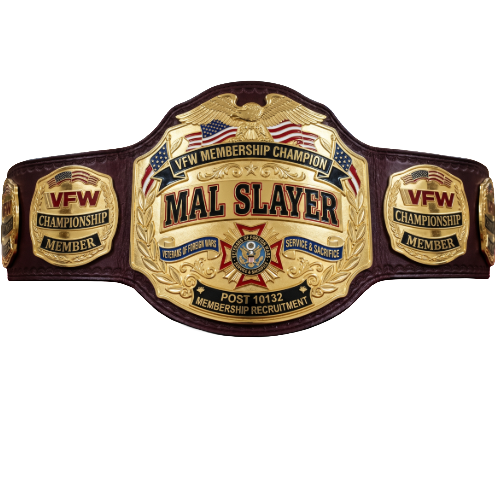 VFW MEMBERSHIP CHAMPION
MAL SLAYER
VETERANS OF FOREIGN WARS
SERVICE & SACRIFICE
POST 10132
MEMBERSHIP RECRUITMENT
VFW
CHAMPIONSHIP
MEMBER
VFW
CHAMPIONSHIP
MEMBER